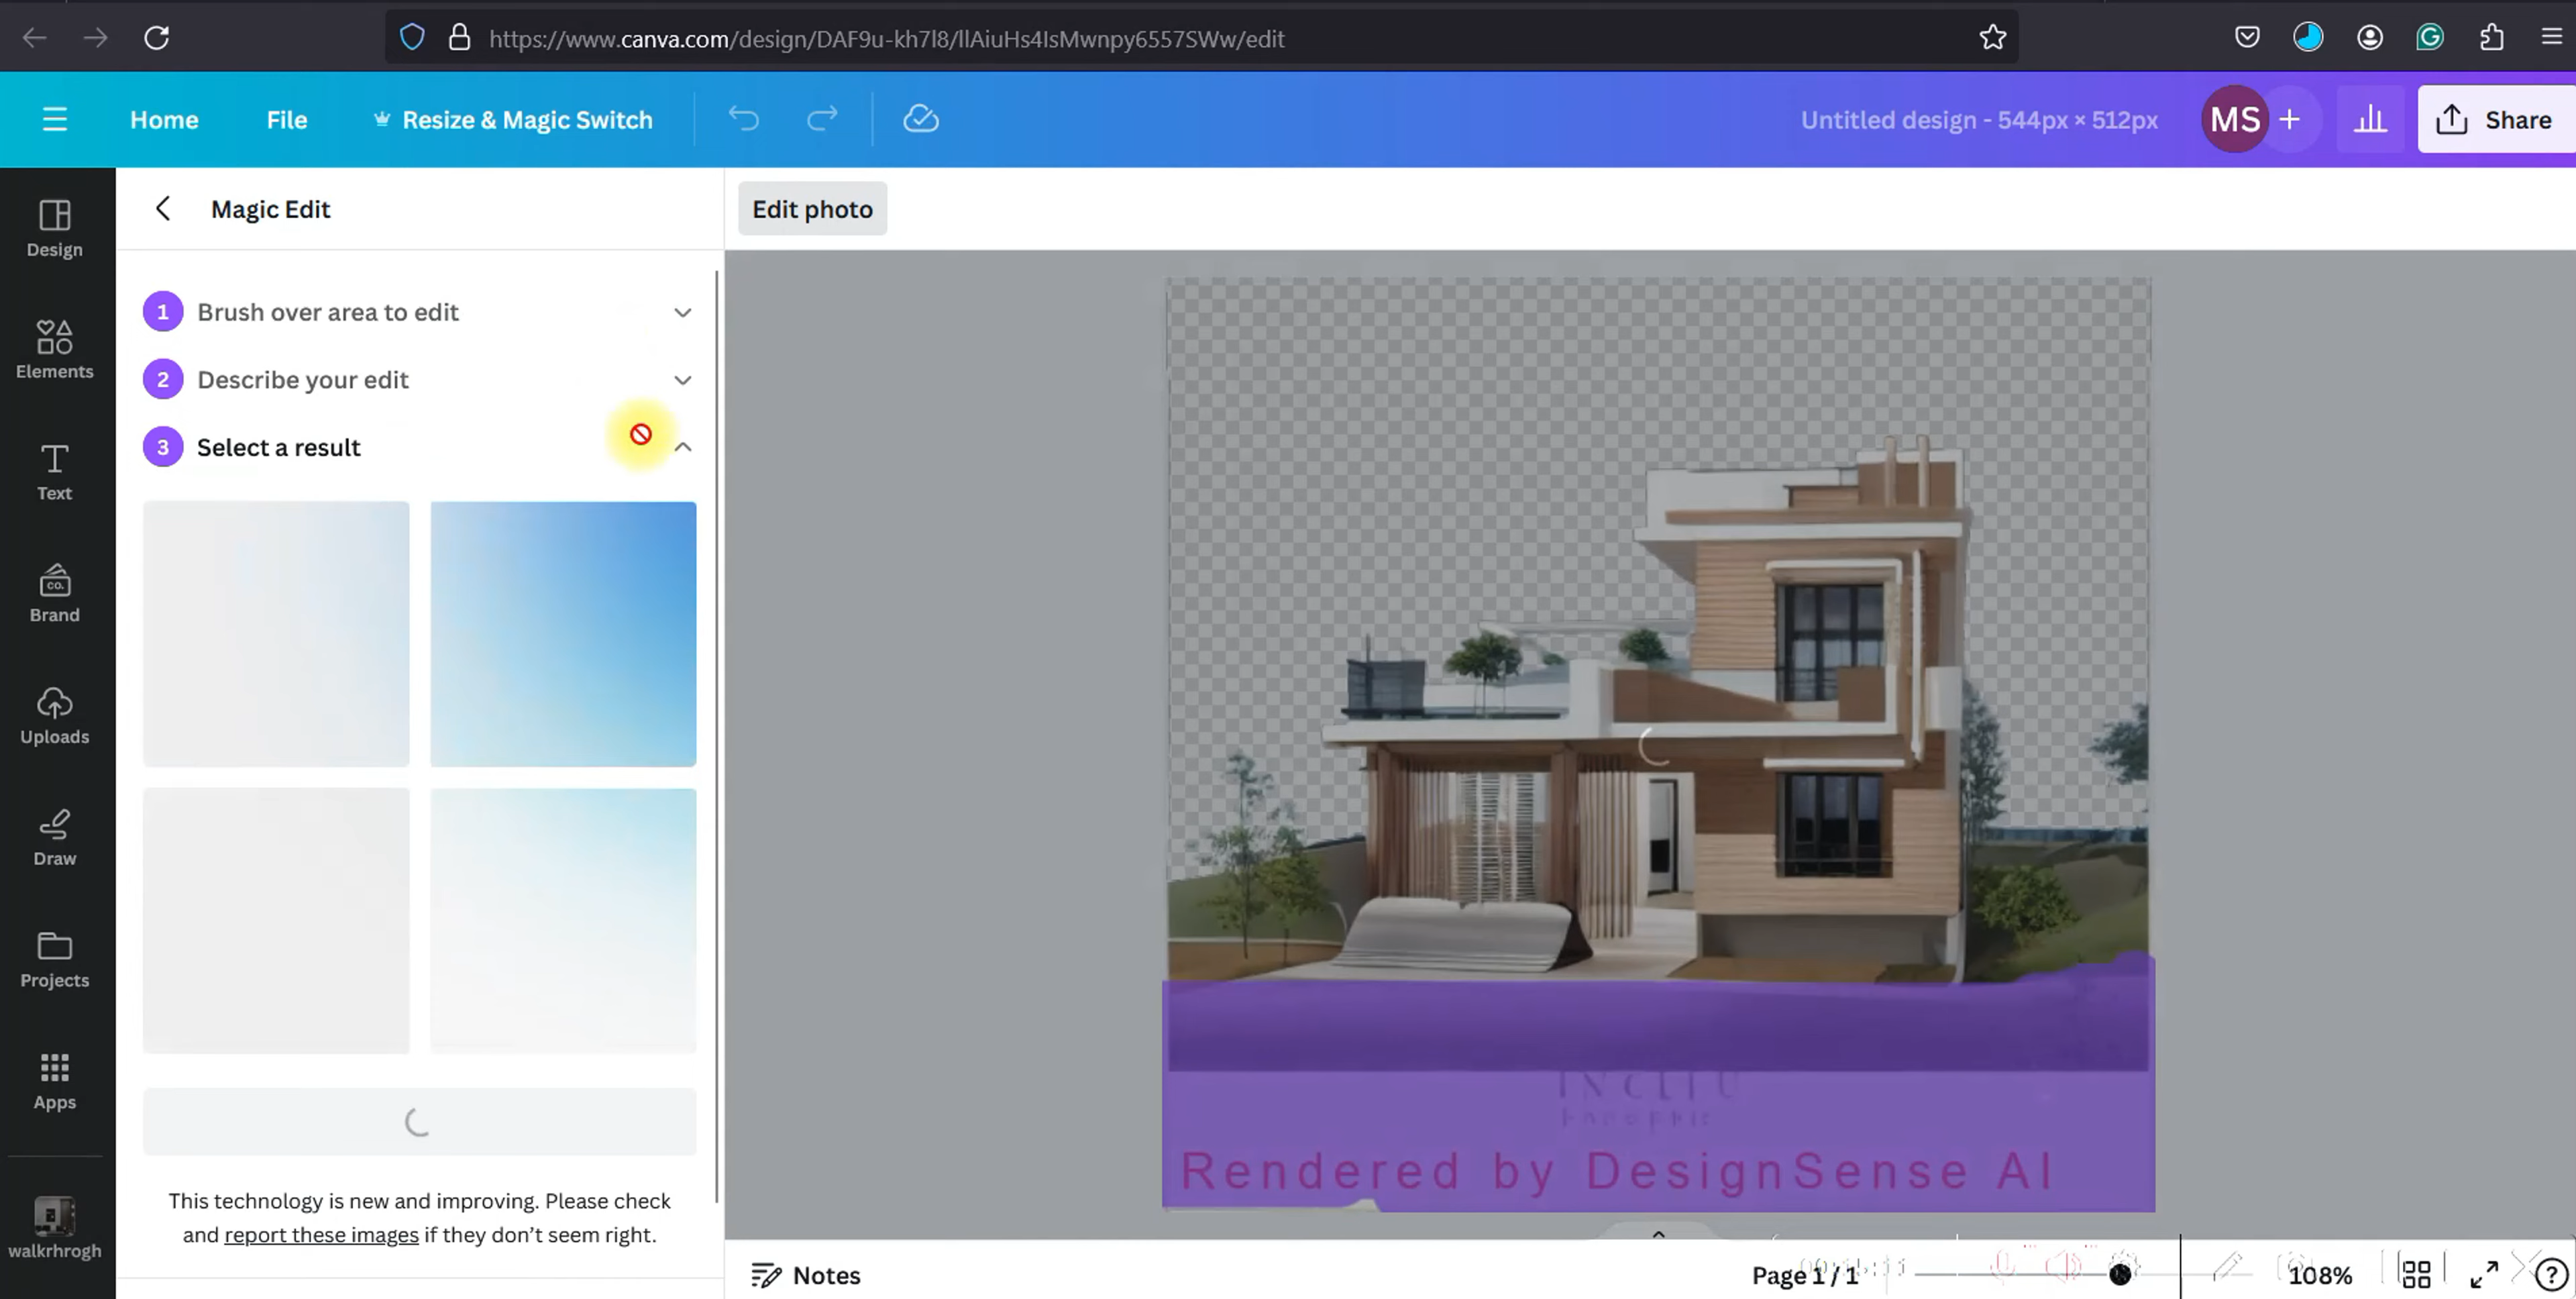 https://www.canva.com/design/DAF9u-kh7l8/llAiuHs4IsMwnpy6557SWw/edit
Home File Resize & Magic Switch Untitled design - 544px × 512px MS + Share
Magic Edit
Edit photo
Design
Elements
Text
CO.
Brand
Uploads
Draw
Projects
Apps
walkrhrogh
1 Brush over area to edit
2 Describe your edit
3 Select a result
This technology is new and improving. Please check
and report these images if they don't seem right.
Rendered by DesignSense AI
Notes
Page 1 / 1
108%